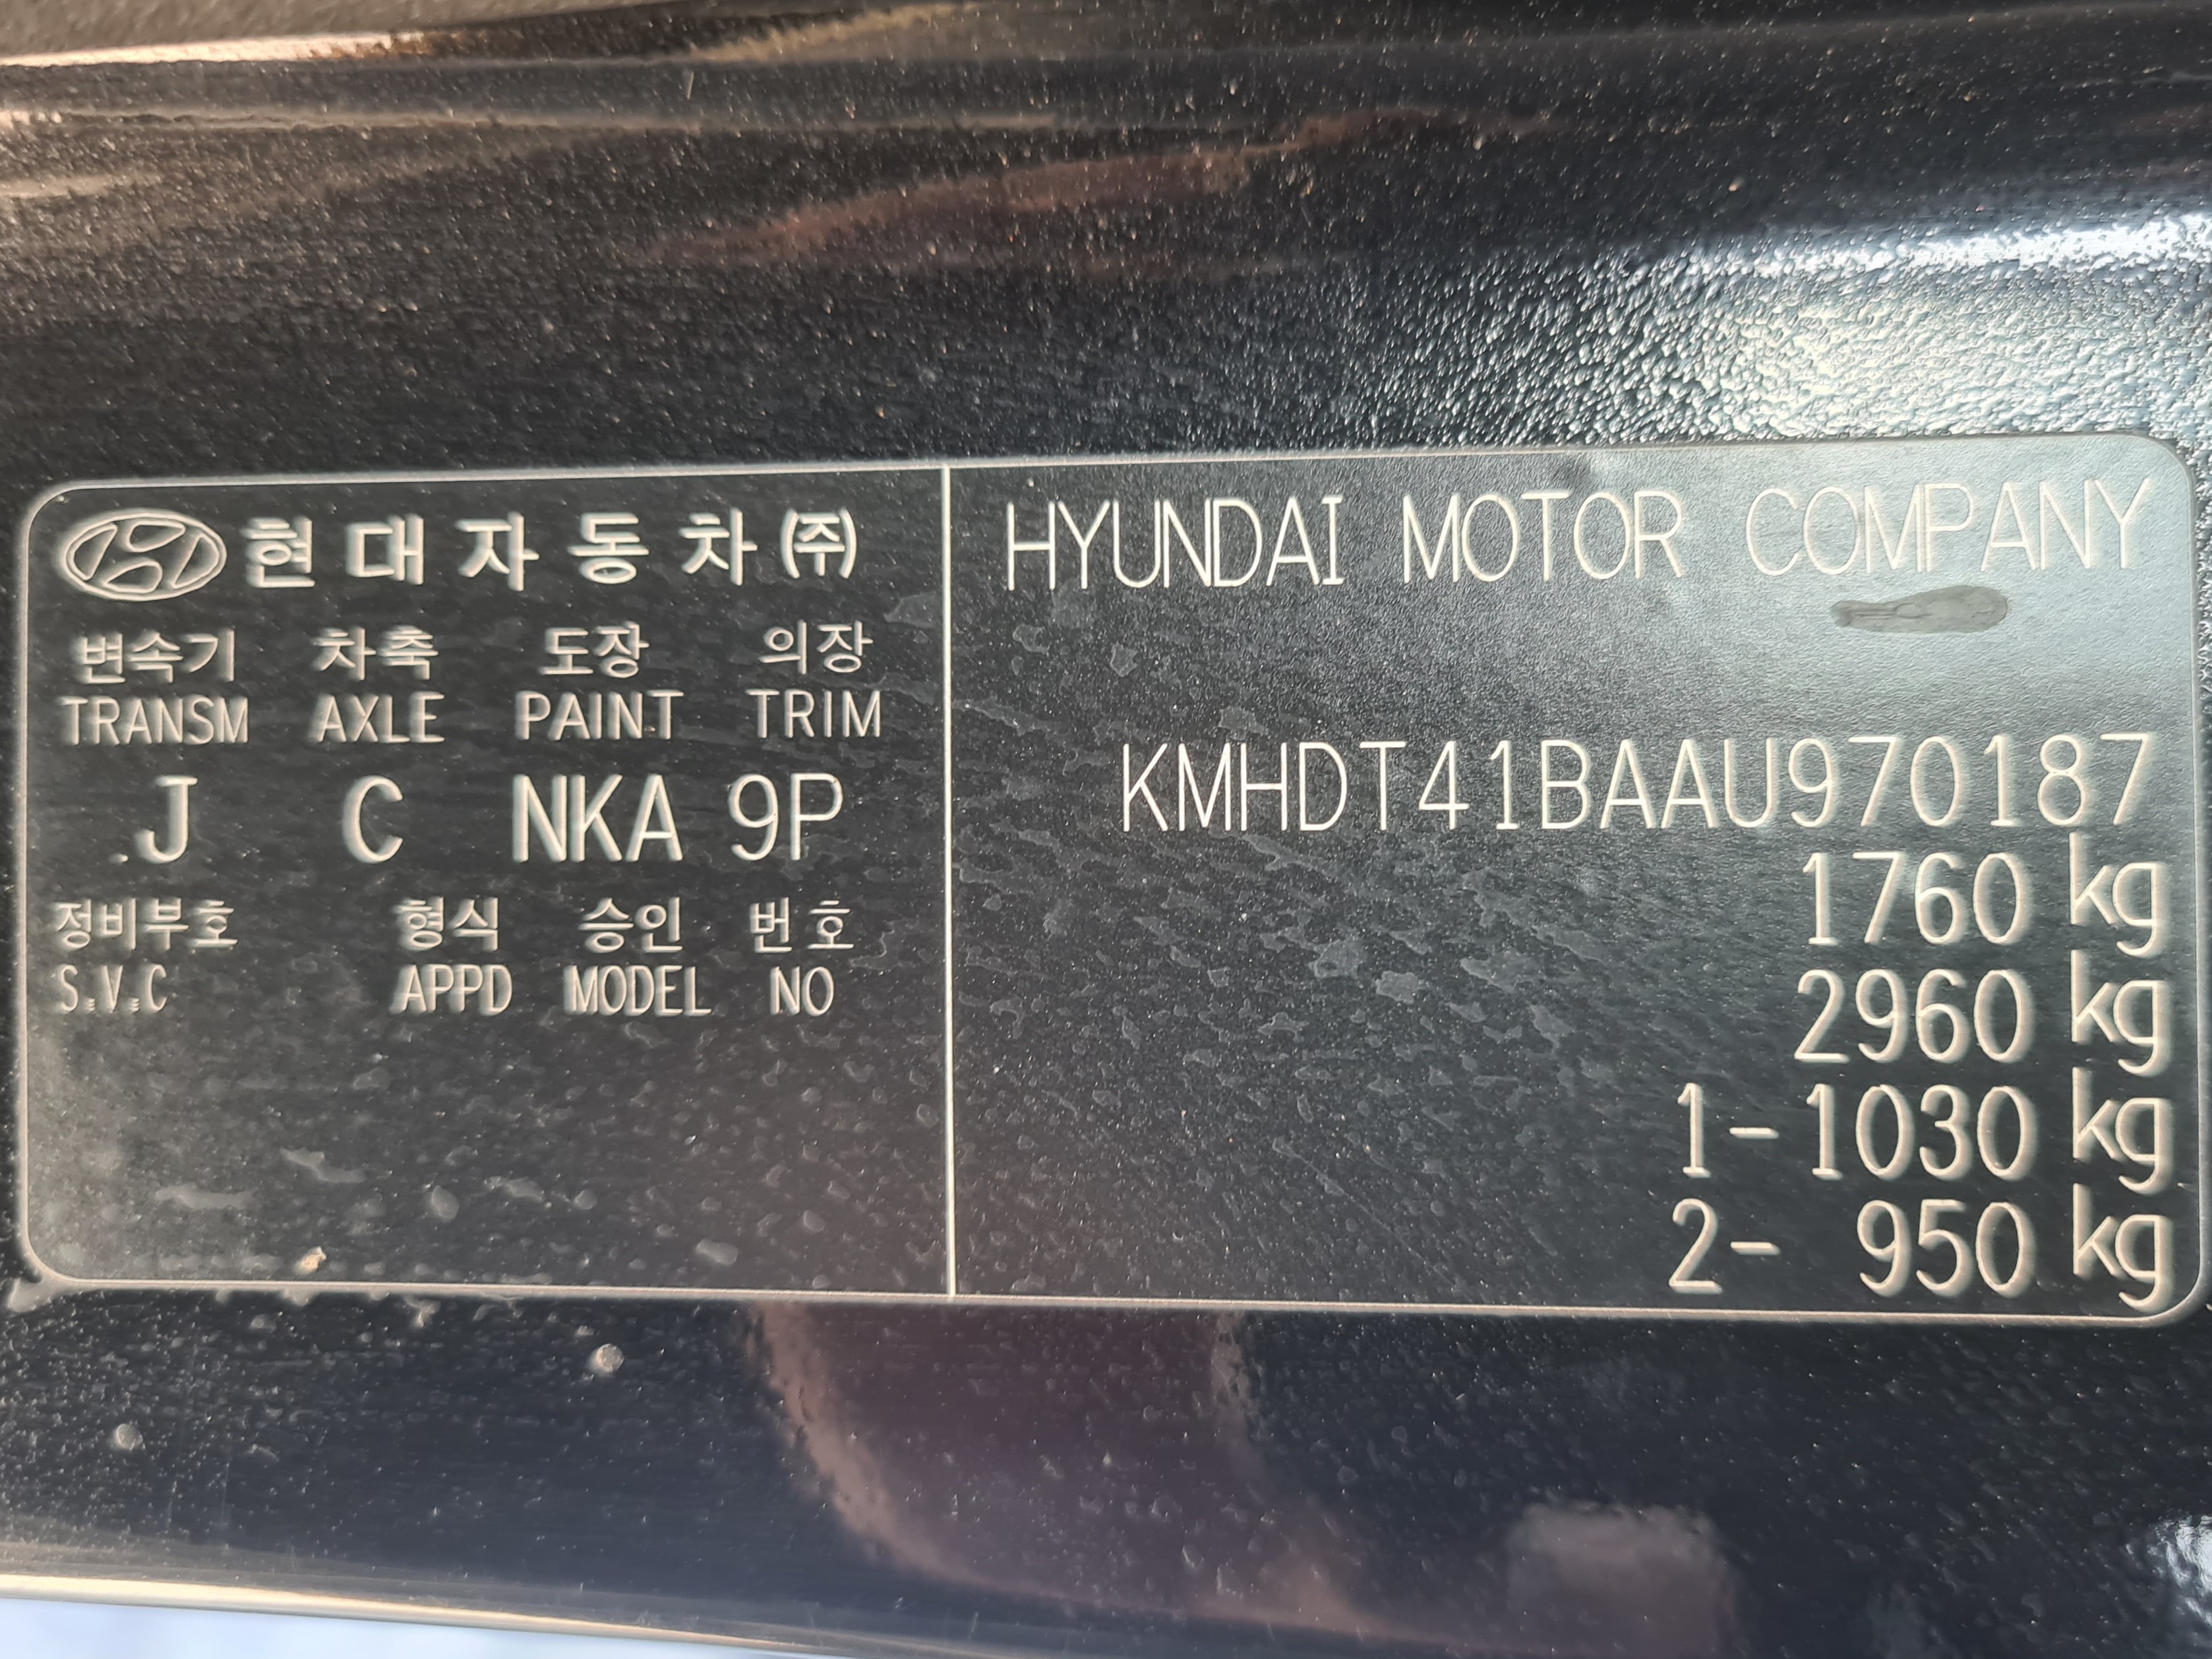 현대자동차㈜
변속기 차축 도장 의장
TRANSM AXLE PAINT TRIM
J C NKA 9P
정비부호 형식 승인 번호
S.V.C APPD MODEL NO
HYUNDAI MOTOR COMPANY
KMHDT41BAAU970187
1760 kg
2960 kg
1-1030 kg
2- 950 kg